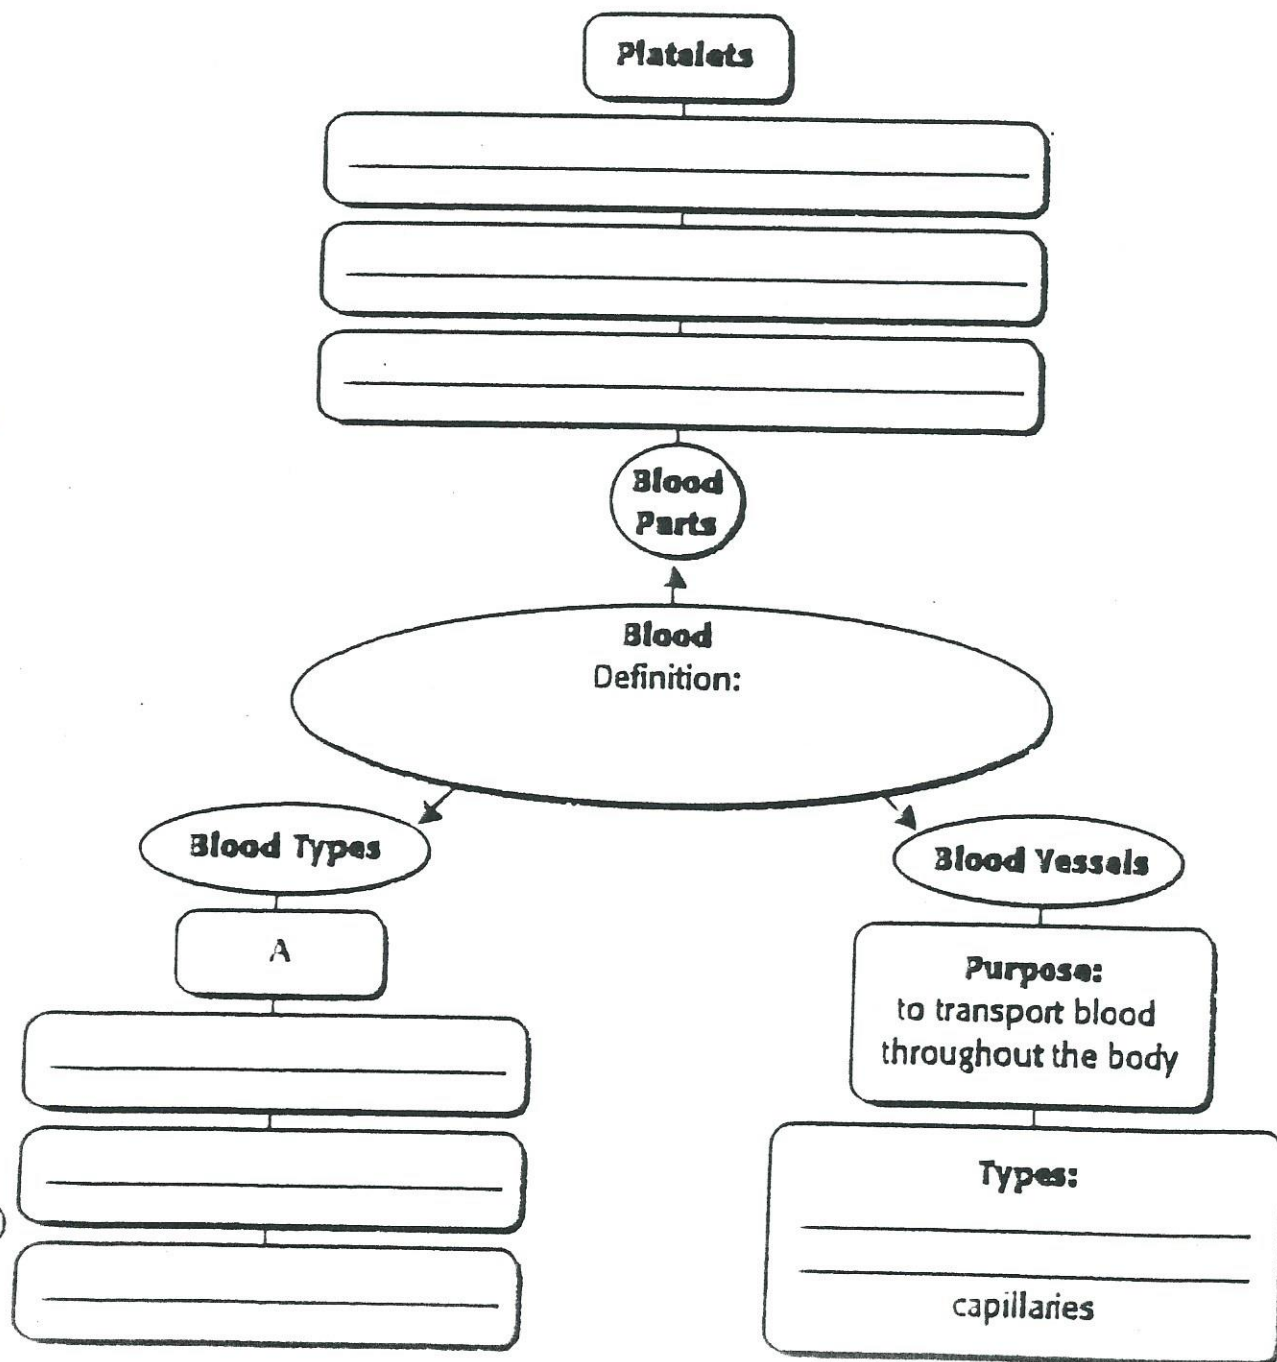 Platelets
Blood
Parts
Blood
Definition:
Blood Types
A
Blood Vessels
Purpose:
to transport blood
throughout the body
Types:
capillaries